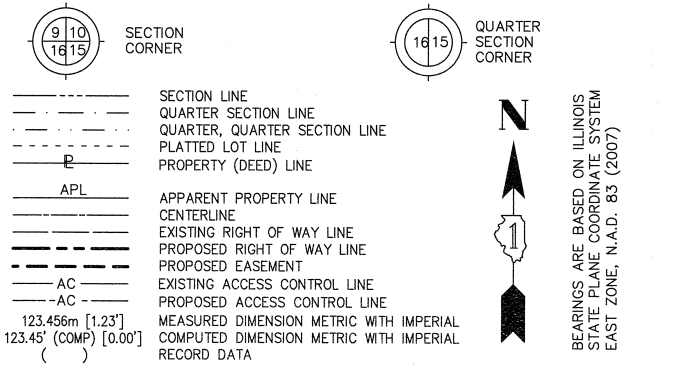 9 10
16 15
SECTION
CORNER
16 15
QUARTER
SECTION
CORNER
SECTION LINE
QUARTER SECTION LINE
QUARTER, QUARTER SECTION LINE
PLATTED LOT LINE
PL PROPERTY (DEED) LINE
APL APPARENT PROPERTY LINE
CENTERLINE
EXISTING RIGHT OF WAY LINE
PROPOSED RIGHT OF WAY LINE
PROPOSED EASEMENT
AC EXISTING ACCESS CONTROL LINE
AC PROPOSED ACCESS CONTROL LINE
123.456m [1.23'] MEASURED DIMENSION METRIC WITH IMPERIAL
123.45' (COMP) [0.00'] COMPUTED DIMENSION METRIC WITH IMPERIAL
( ) RECORD DATA
N
1
BEARINGS ARE BASED ON ILLINOIS
STATE PLANE COORDINATE SYSTEM
EAST ZONE, N.A.D. 83 (2007)